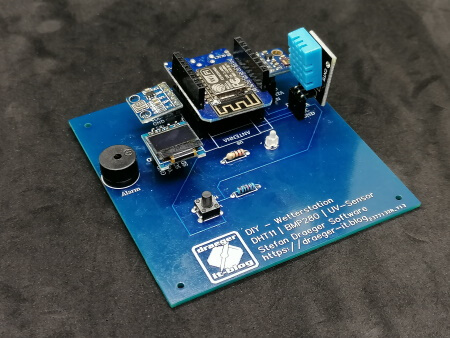 ANTENNA
Alarm
DIY - Wetterstation
DHT11 | BMP280 | UV-Sensor
Stefan Draeger Software
https://draeger-it.blog
draeger
it-blog